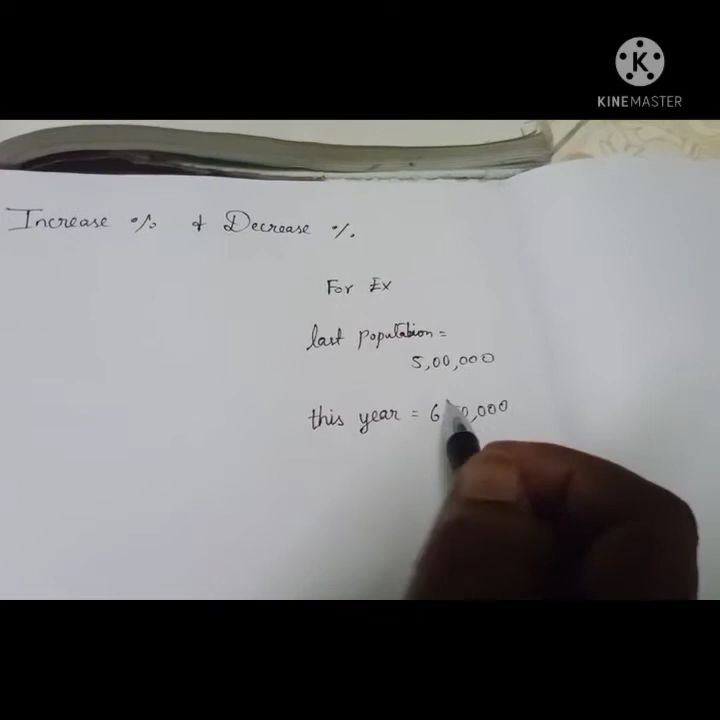 KINEMASTER
Increase % & Decrease %
For Ex
last population =
5,00,000
this year =